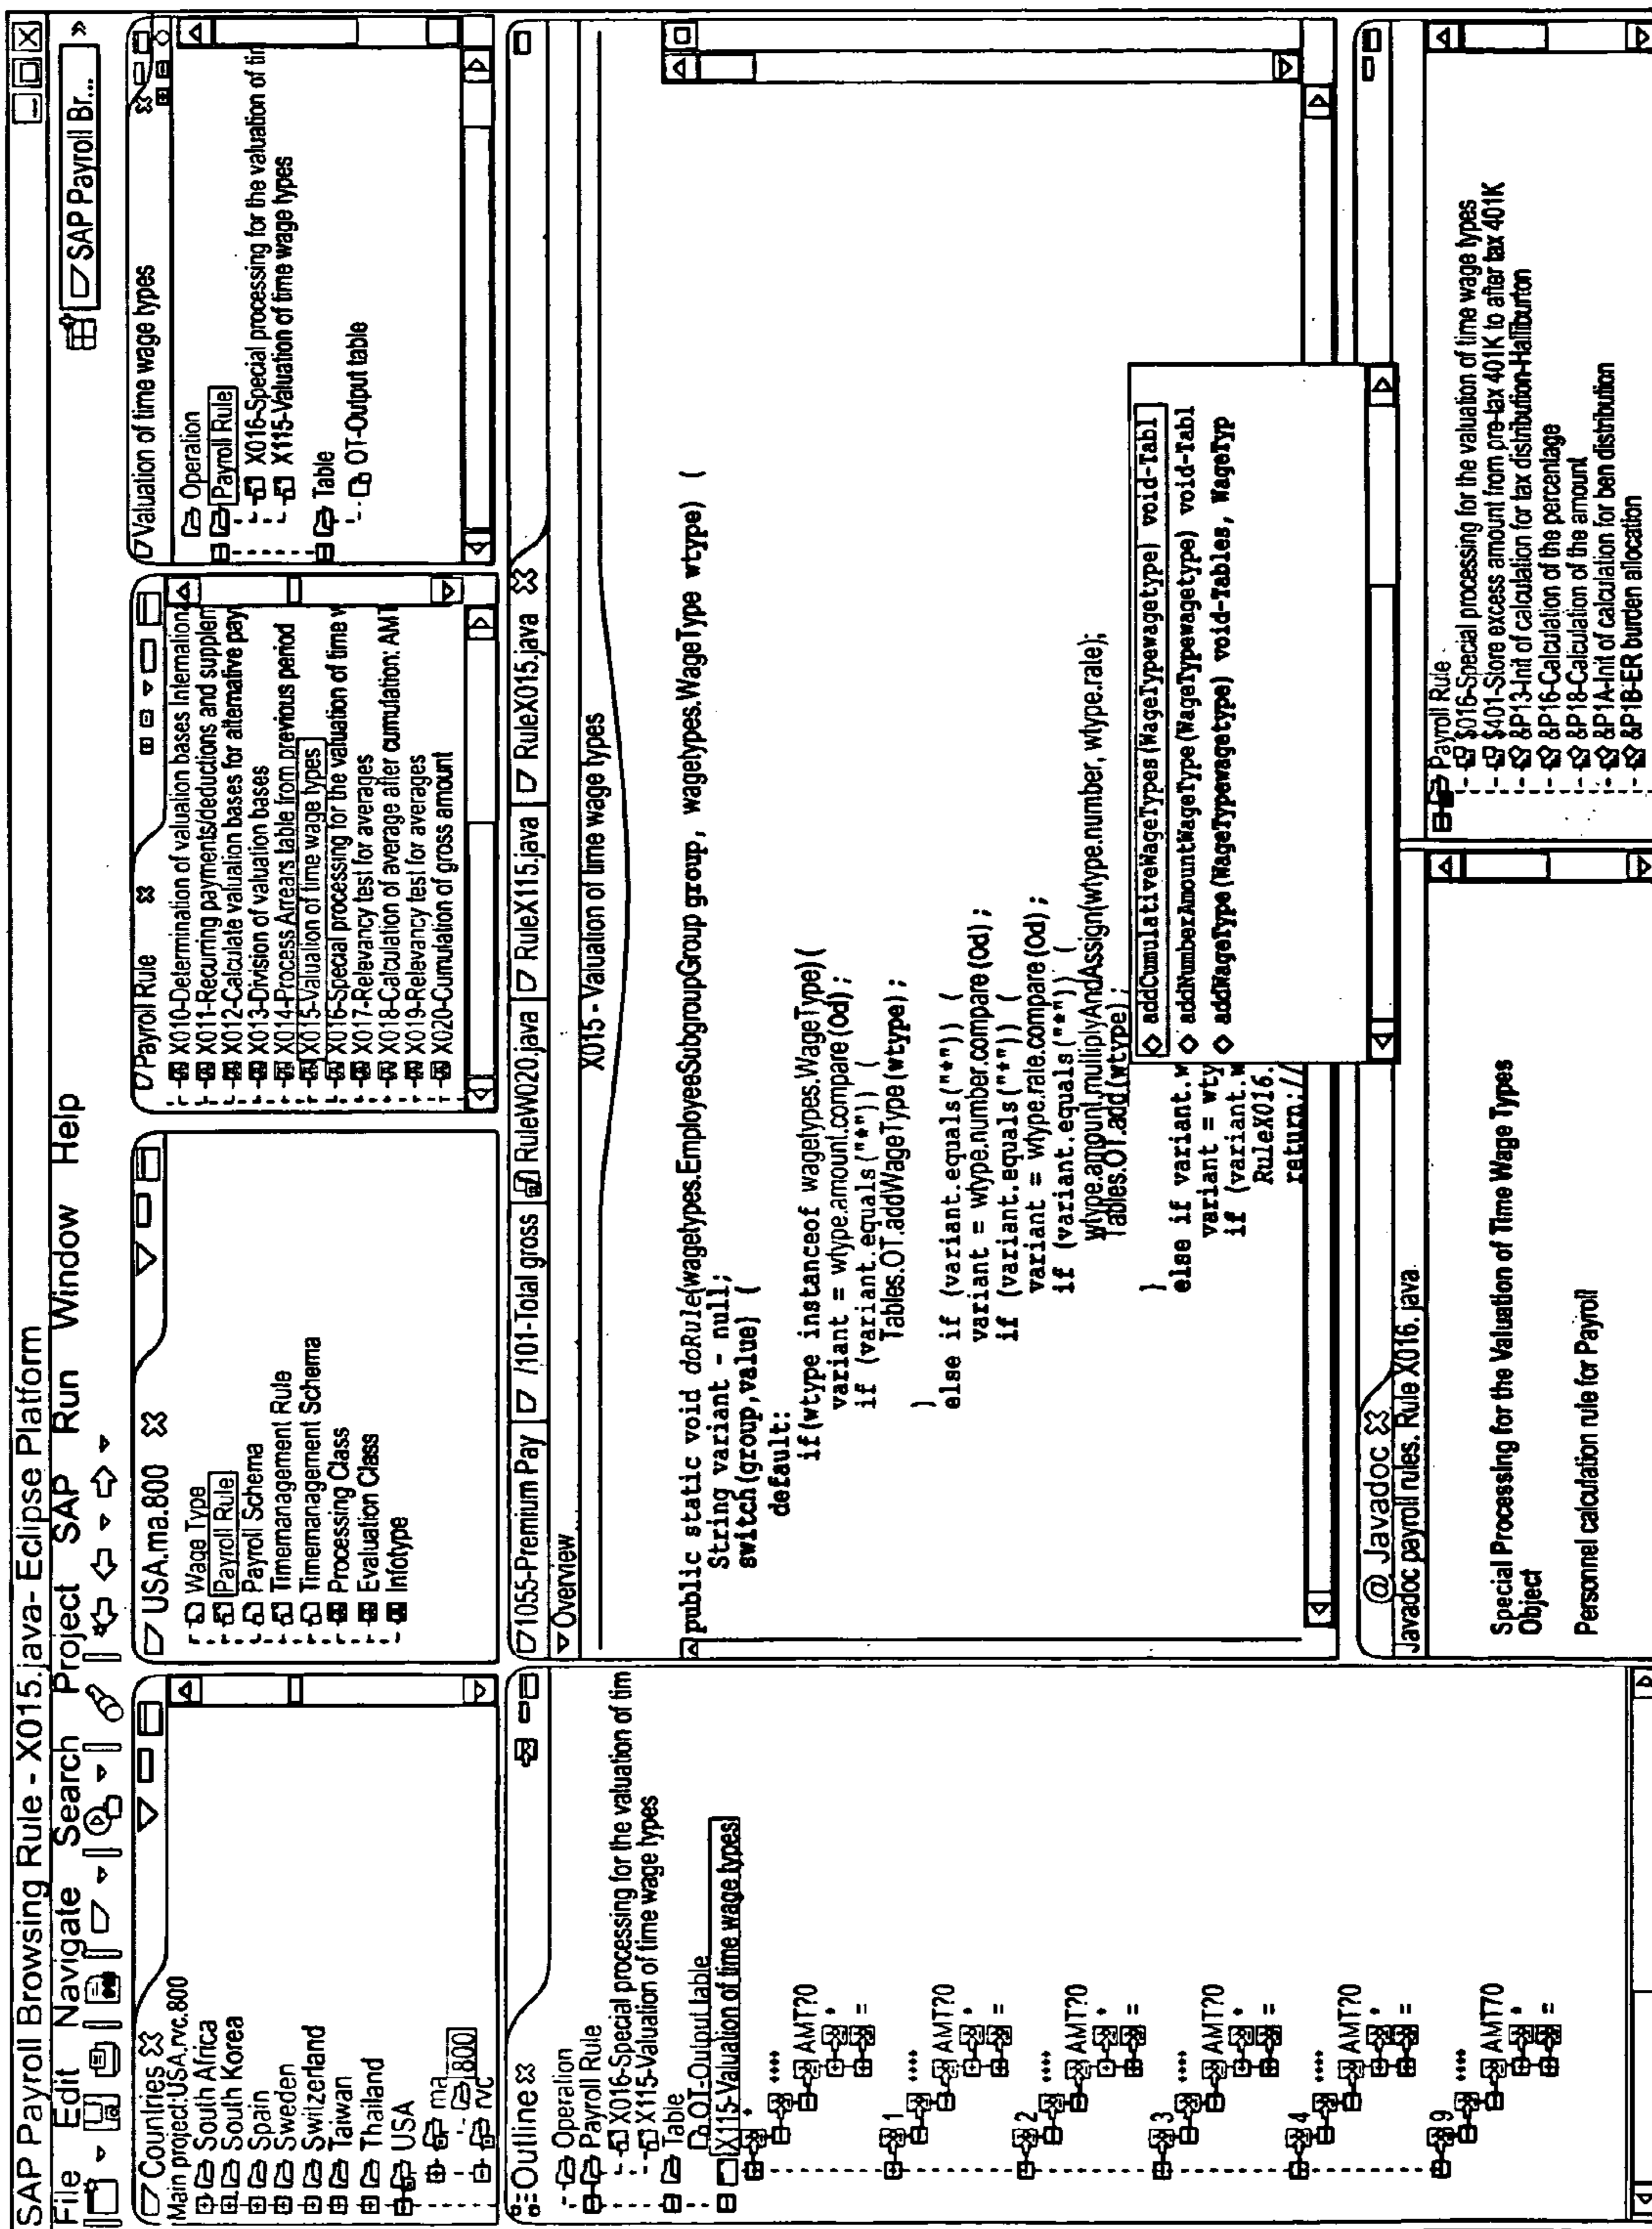 SAP Payroll Browsing Rule - X015.java- Eclipse Platform
File Edit Navigate Search Project SAP Run Window Help
SAP Payroll Br... »
Countries
Main project:USA.rvc.800
South Africa
South Korea
Spain
Sweden
Switzerland
Taiwan
Thailand
USA
ma
800
rvc
USA.ma.800
Wage Type
Payroll Rule
Payroll Schema
Timemanagement Rule
Timemanagement Schema
Processing Class
Evaluation Class
Infotype
Payroll Rule
X010-Determination of valuation bases Internationa
X011-Recurring payments/deductions and supplem
X012-Calculate valuation bases for alternative pay
X013-Division of valuation bases
X014-Process Arrears table from previous period
X015-Valuation of time wage types
X016-Special processing for the valuation of time w
X017-Relevancy test for averages
X018-Calculation of average after cumulation: AMT
X019-Relevancy test for averages
X020-Cumulation of gross amount
Valuation of time wage types
Operation
Payroll Rule
X016-Special processing for the valuation of tim
X115-Valuation of time wage types
Table
OT-Output table
Outline
Operation
Payroll Rule
X016-Special processing for the valuation of tim
X115-Valuation of time wage types
Table
OT-Output table
X115-Valuation of time wage types
*
****
AMT?0
*
=
1
****
AMT?0
*
=
2
****
AMT?0
*
=
3
****
AMT?0
*
=
4
****
AMT?0
*
=
9
****
AMT?0
*
=
1055-Premium Pay /101-Total gross RuleW020.java RuleX115.java RuleX015.java
Overview
X015 - Valuation of time wage types
public static void doRule(wagetypes.EmployeeSubgroupGroup group, wagetypes.WageType wtype) (
String variant - null;
switch(group,value) (
default:
if(wtype instanceof wagetypes.WageType)(
variant = wtype.amount.compare(0d);
if (variant.equals("*")) (
Tables.OT.addWageType(wtype);
)
else if (variant.equals("*")) (
variant = wtype.number.compare(0d);
if (variant.equals("*")) (
variant = wtype.rate.compare(0d);
if (variant.equals("*")) (
wtype.amount.multiplyAndAssign(wtype.number, wtype.rale);
Tables.OT.add(wtype);
)
else if variant.w
variant = wty
if (variant.w
RuleX016.
return;//
addCumulativeWageTypes(WageTypewagetype) void-Tabl
addNumberAmountWageType(WageTypewagetype) void-Tabl
addWageType(WageTypewagetype) void-Tables, WageTyp
@ Javadoc
Javadoc payroll rules. Rule X016. java
Special Processing for the Valuation of Time Wage Types
Object
Personnel calculation rule for Payroll
Payroll Rule
$016-Special processing for the valuation of time wage types
$401-Store excess amount from pre-tax 401K to after tax 401K
&P13-Init of calculation for tax distribution-Halliburton
&P16-Calculation of the percentage
&P18-Calculation of the amount
&P1A-Init of calculation for ben distribution
&P1B-ER burden allocation